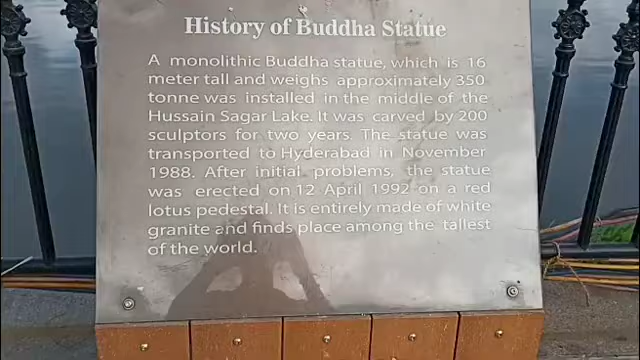 History of Buddha Statue
A monolithic Buddha statue, which is 16
meter tall and weighs approximately 350
tonne was installed in the middle of the
Hussain Sagar Lake. It was carved by 200
sculptors for two years. The statue was
transported to Hyderabad in November
1988. After initial problems, the statue
was erected on 12 April 1992 on a red
lotus pedestal. It is entirely made of white
granite and finds place among the tallest
of the world.